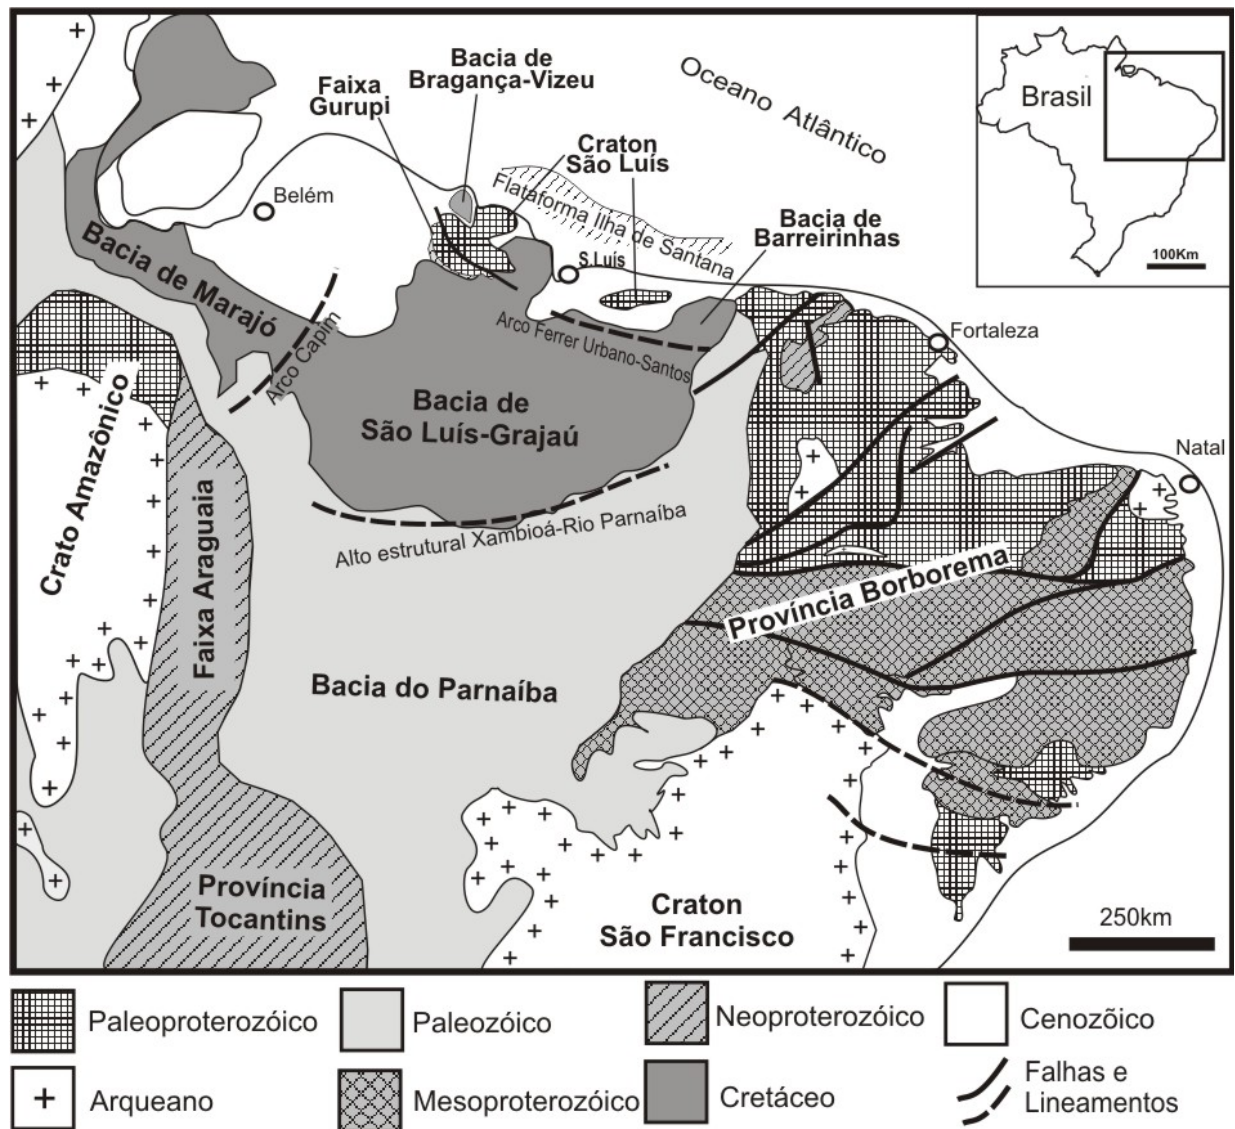 Bacia de
Bragança-Vizeu
Faixa
Gurupi
Craton
São Luís
Oceano Atlântico
Brasil
100Km
Belém
Flataforma Ilha de Santana
S.Luís
Bacia de
Barreirinhas
Bacia de Marajó
Arco Capim
Arco Ferrer Urbano-Santos
Fortaleza
Bacia de
São Luís-Grajaú
Natal
Crato Amazônico
Faixa Araguaia
Alto estrutural Xambioá-Rio Parnaíba
Província Borborema
Bacia do Parnaíba
Província
Tocantins
Craton
São Francisco
250km
Paleoproterozóico
Paleozóico
Neoproterozóico
Cenozõico
Arqueano
Mesoproterozóico
Cretáceo
Falhas e
Lineamentos